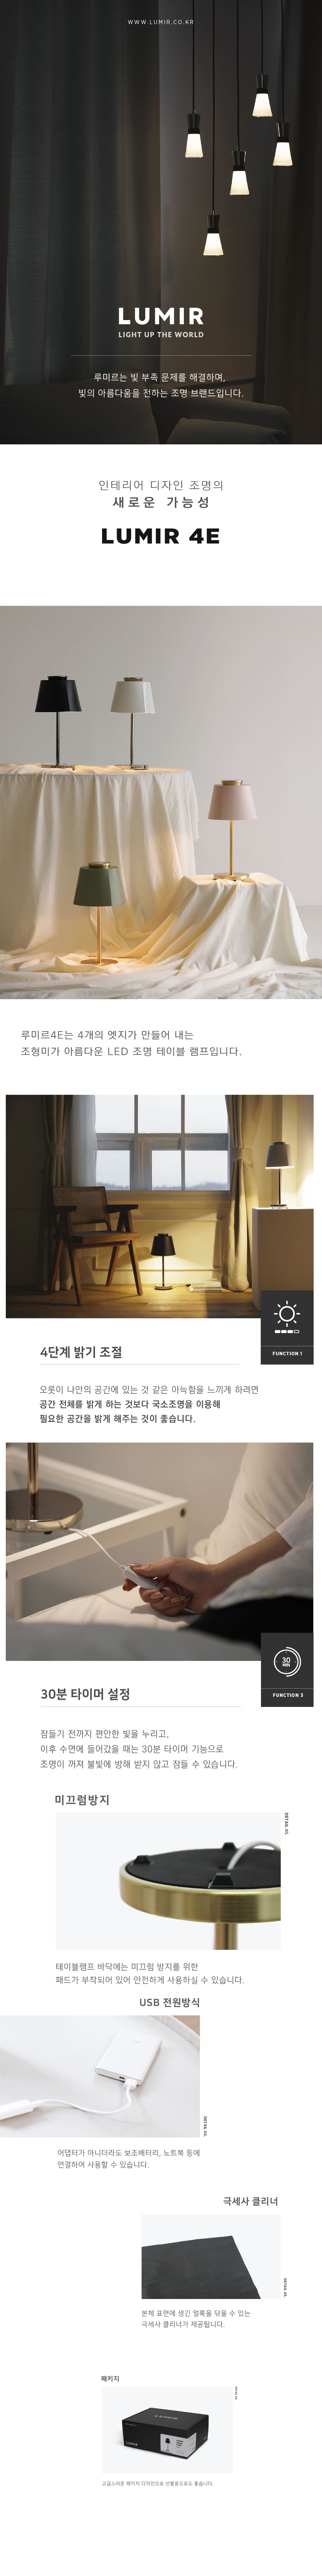 WWW.LUMIR.CO.KR
LUMIR
LIGHT UP THE WORLD
루미르는 빛 부족 문제를 해결하며,
빛의 아름다움을 전하는 조명 브랜드입니다.
인테리어 디자인 조명의
새로운 가능성
LUMIR 4E
루미르4E는 4개의 엣지가 만들어 내는
조형미가 아름다운 LED 조명 테이블 램프입니다.
FUNCTION 1
4단계 밝기 조절
오롯이 나만의 공간에 있는 것 같은 아늑함을 느끼게 하려면
공간 전체를 밝게 하는 것보다 국소조명을 이용해
필요한 공간을 밝게 해주는 것이 좋습니다.
30
MIN
FUNCTION 3
30분 타이머 설정
잠들기 전까지 편안한 빛을 누리고,
이후 수면에 들어갔을 때는 30분 타이머 기능으로
조명이 꺼져 불빛에 방해 받지 않고 잠들 수 있습니다.
미끄럼방지
DETAIL 01.
테이블램프 바닥에는 미끄럼 방지를 위한
패드가 부착되어 있어 안전하게 사용하실 수 있습니다.
USB 전원방식
DETAIL 02.
어댑터가 아니더라도 보조배터리, 노트북 등에
연결하여 사용할 수 있습니다.
극세사 클리너
본체 표면에 생긴 얼룩을 닦을 수 있는
극세사 클리너가 제공됩니다.
패키지
LUMIR
LUMIR
고급스러운 패키지 디자인으로 선물용으로도 좋습니다.